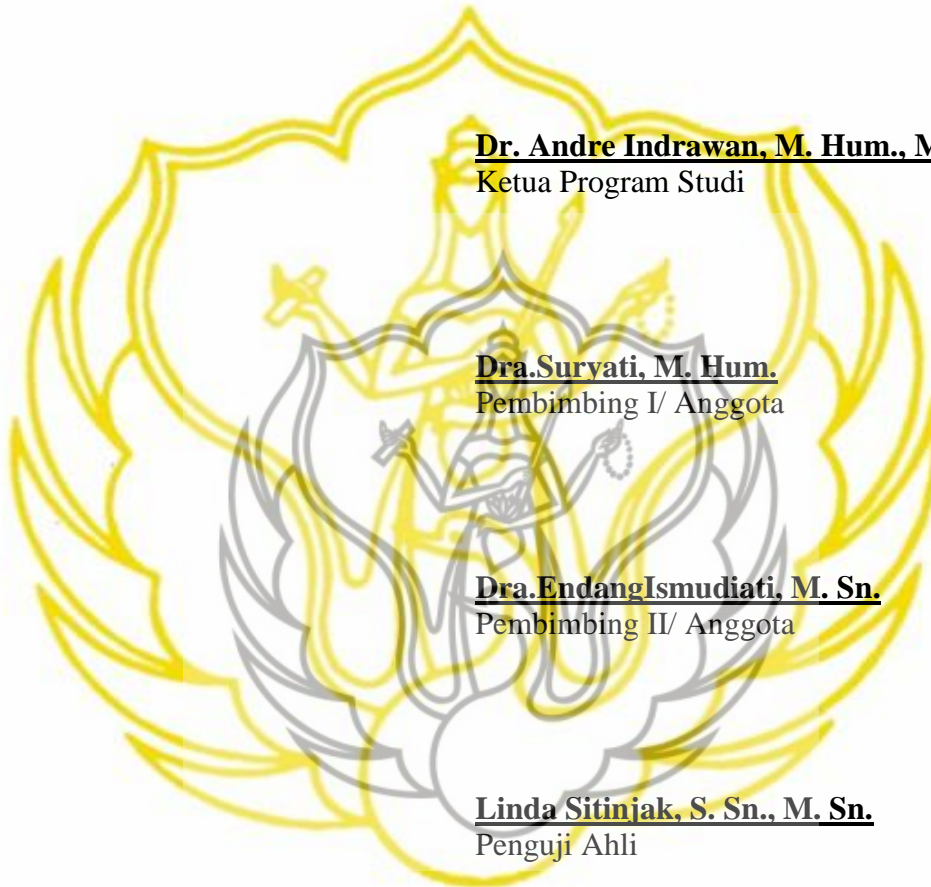 Dr. Andre Indrawan, M. Hum., M
Ketua Program Studi
Dra.Suryati, M. Hum.
Pembimbing I/ Anggota
Dra.EndangIsmudiati, M. Sn.
Pembimbing II/ Anggota
Linda Sitinjak, S. Sn., M. Sn.
Penguji Ahli